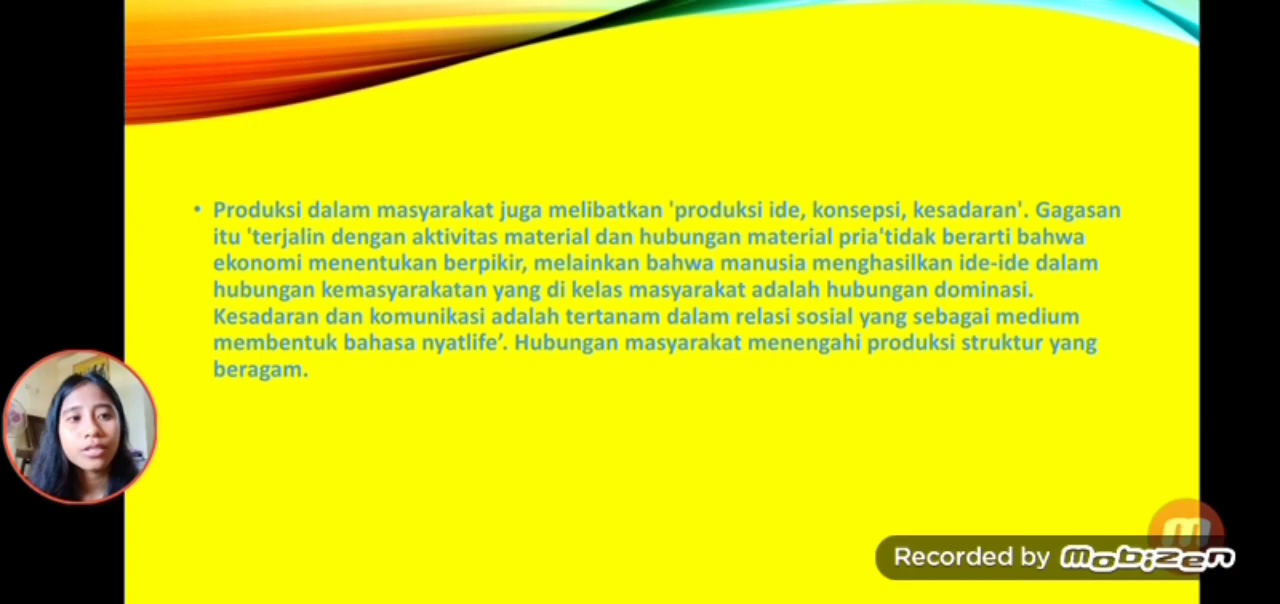 • Produksi dalam masyarakat juga melibatkan 'produksi ide, konsepsi, kesadaran'. Gagasan
itu 'terjalin dengan aktivitas material dan hubungan material pria'tidak berarti bahwa
ekonomi menentukan berpikir, melainkan bahwa manusia menghasilkan ide-ide dalam
hubungan kemasyarakatan yang di kelas masyarakat adalah hubungan dominasi.
Kesadaran dan komunikasi adalah tertanam dalam relasi sosial yang sebagai medium
membentuk bahasa nyatlife’. Hubungan masyarakat menengahi produksi struktur yang
beragam.
Recorded by mobizen